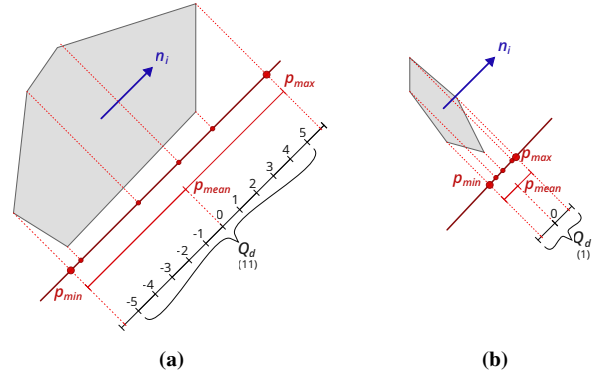 n_i
p_max
5
4
3
2
1
0
-1
-2
-3
-4
-5
p_mean
Q_d
(11)
p_min
(a)
n_i
p_max
p_min
p_mean
0
Q_d
(1)
(b)